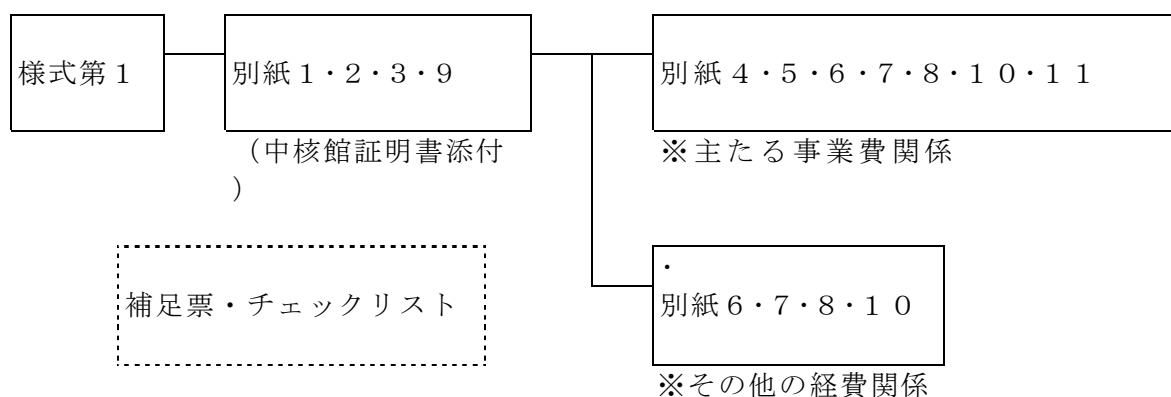 様式第１
別紙１・２・３・９
別紙４・５・６・７・８・１０・１１
（中核館証明書添付
）
※主たる事業費関係
補足票・チェックリスト
・
別紙６・７・８・１０
※その他の経費関係